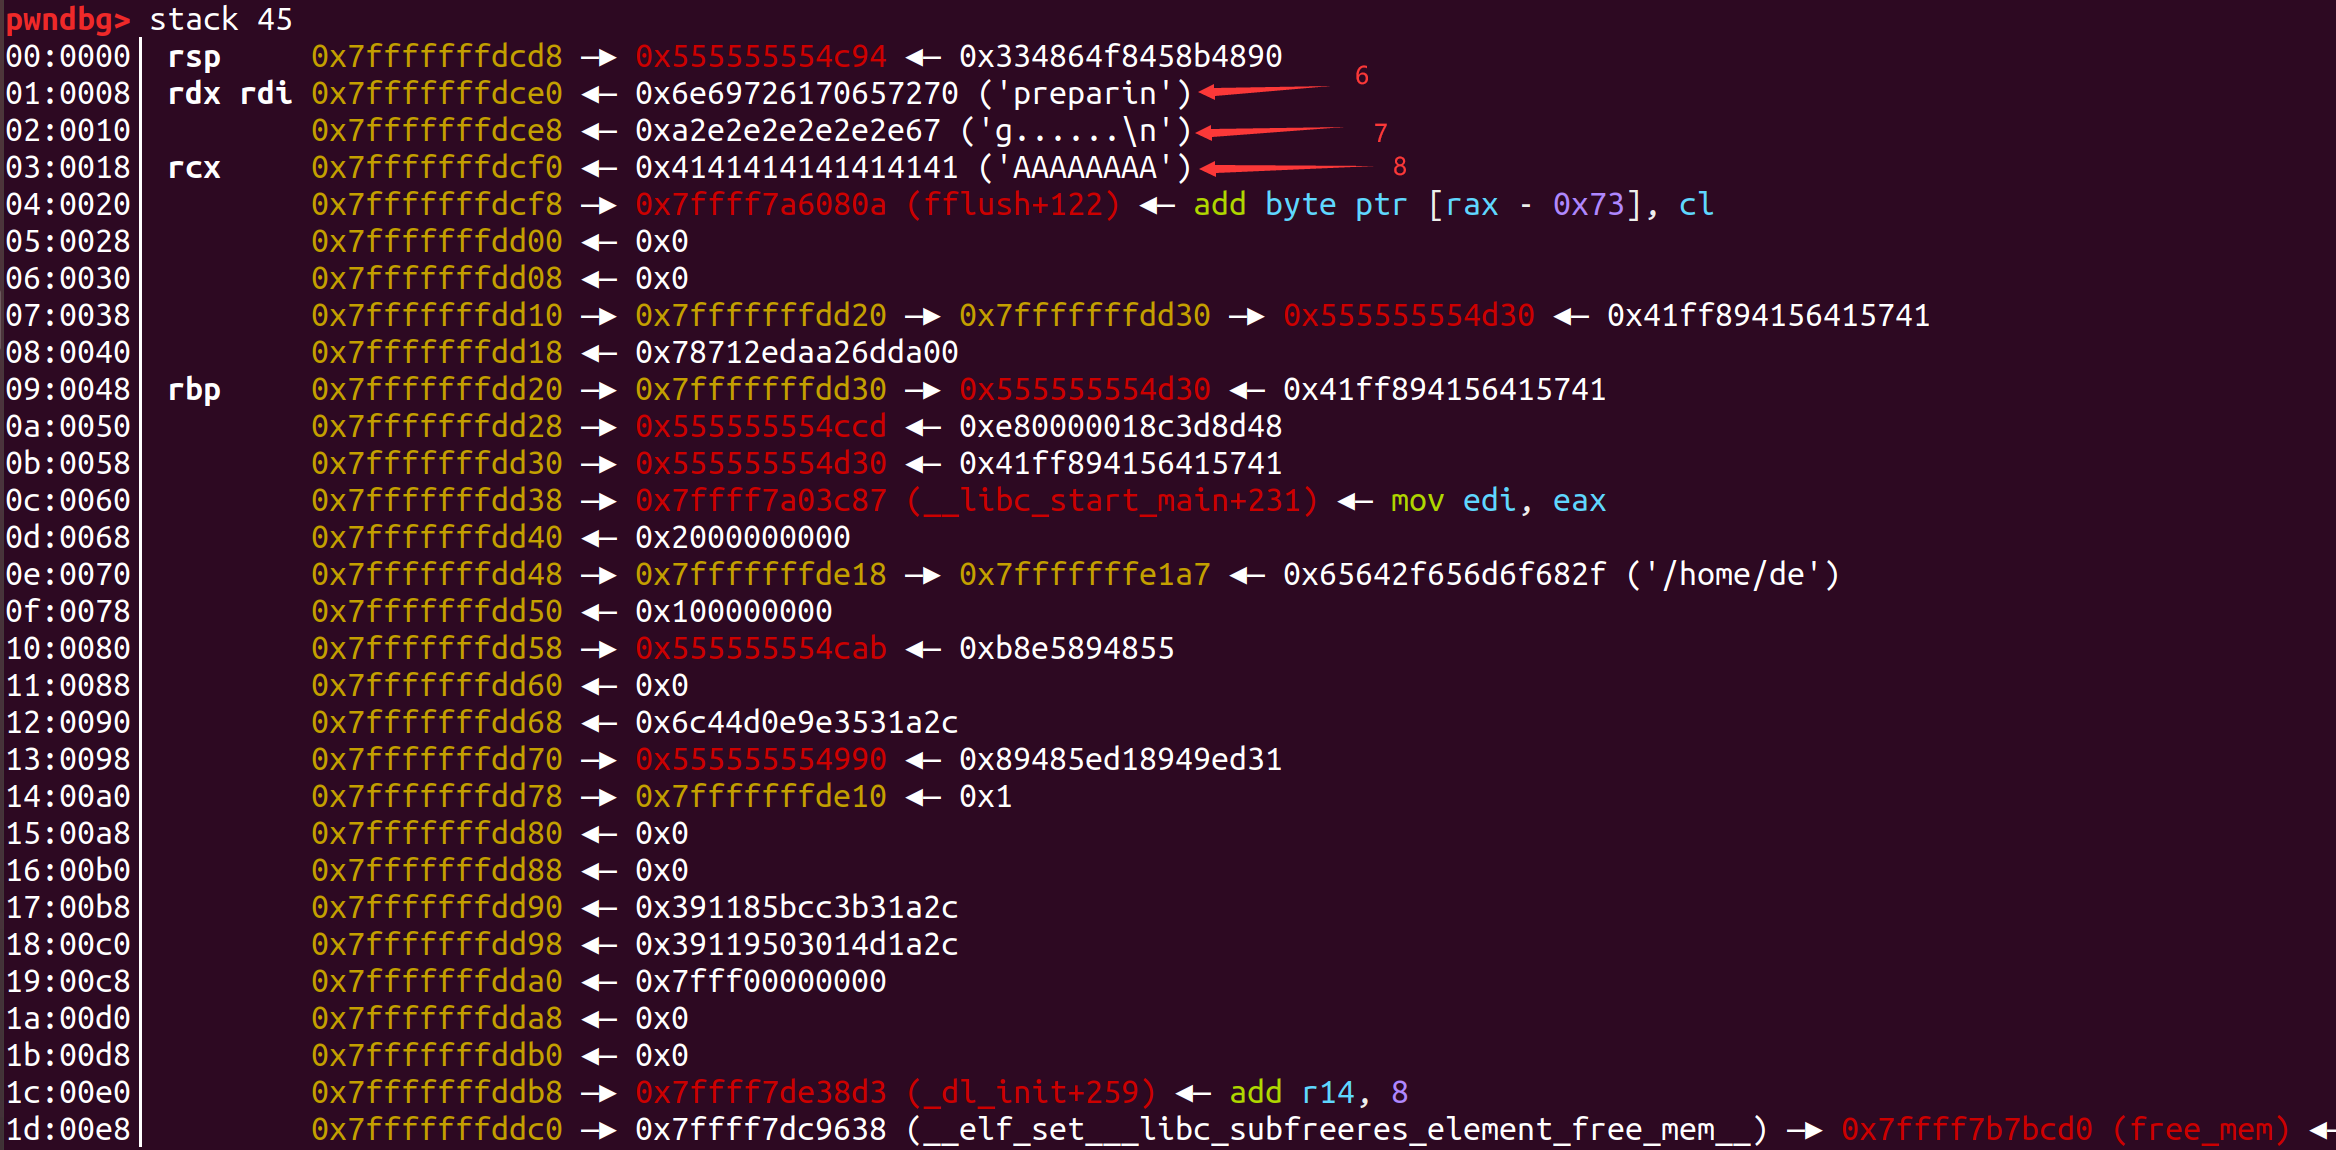 pwndbg> stack 45
00:0000│ rsp 0x7fffffffdcd8 —▸ 0x555555554c94 ◂— 0x334864f8458b4890
01:0008│ rdx rdi 0x7fffffffdce0 ◂— 0x6e69726170657270 ('preparin') 6
02:0010│ 0x7fffffffdce8 ◂— 0xa2e2e2e2e2e2e67 ('g......\n') 7
03:0018│ rcx 0x7fffffffdcf0 ◂— 0x4141414141414141 ('AAAAAAAA') 8
04:0020│ 0x7fffffffdcf8 —▸ 0x7ffff7a6080a (fflush+122) ◂— add byte ptr [rax - 0x73], cl
05:0028│ 0x7fffffffdd00 ◂— 0x0
06:0030│ 0x7fffffffdd08 ◂— 0x0
07:0038│ 0x7fffffffdd10 —▸ 0x7fffffffdd20 —▸ 0x7fffffffdd30 —▸ 0x555555554d30 ◂— 0x41ff894156415741
08:0040│ 0x7fffffffdd18 ◂— 0x78712edaa26dda00
09:0048│ rbp 0x7fffffffdd20 —▸ 0x7fffffffdd30 —▸ 0x555555554d30 ◂— 0x41ff894156415741
0a:0050│ 0x7fffffffdd28 —▸ 0x555555554ccd ◂— 0xe80000018c3d8d48
0b:0058│ 0x7fffffffdd30 —▸ 0x555555554d30 ◂— 0x41ff894156415741
0c:0060│ 0x7fffffffdd38 —▸ 0x7ffff7a03c87 (__libc_start_main+231) ◂— mov edi, eax
0d:0068│ 0x7fffffffdd40 ◂— 0x2000000000
0e:0070│ 0x7fffffffdd48 —▸ 0x7fffffffde18 —▸ 0x7fffffffe1a7 ◂— 0x65642f656d6f682f ('/home/de')
0f:0078│ 0x7fffffffdd50 ◂— 0x100000000
10:0080│ 0x7fffffffdd58 —▸ 0x555555554cab ◂— 0xb8e5894855
11:0088│ 0x7fffffffdd60 ◂— 0x0
12:0090│ 0x7fffffffdd68 ◂— 0x6c44d0e9e3531a2c
13:0098│ 0x7fffffffdd70 —▸ 0x555555554990 ◂— 0x89485ed18949ed31
14:00a0│ 0x7fffffffdd78 —▸ 0x7fffffffde10 ◂— 0x1
15:00a8│ 0x7fffffffdd80 ◂— 0x0
16:00b0│ 0x7fffffffdd88 ◂— 0x0
17:00b8│ 0x7fffffffdd90 ◂— 0x391185bcc3b31a2c
18:00c0│ 0x7fffffffdd98 ◂— 0x39119503014d1a2c
19:00c8│ 0x7fffffffdda0 ◂— 0x7fff00000000
1a:00d0│ 0x7fffffffdda8 ◂— 0x0
1b:00d8│ 0x7fffffffddb0 ◂— 0x0
1c:00e0│ 0x7fffffffddb8 —▸ 0x7ffff7de38d3 (_dl_init+259) ◂— add r14, 8
1d:00e8│ 0x7fffffffddc0 —▸ 0x7ffff7dc9638 (__elf_set___libc_subfreeres_element_free_mem__) —▸ 0x7ffff7b7bcd0 (free_mem) ◂—